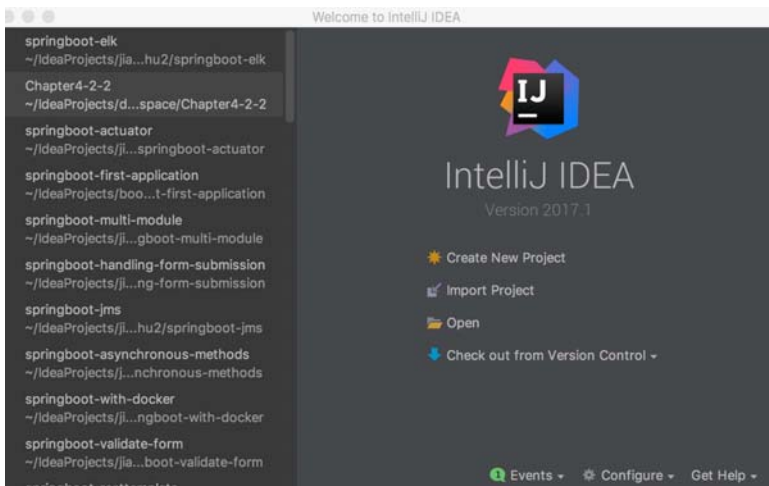 Welcome to IntelliJ IDEA
springboot-elk
~/IdeaProjects/jia...hu2/springboot-elk
Chapter4-2-2
~/IdeaProjects/d...space/Chapter4-2-2
springboot-actuator
~/IdeaProjects/ji...springboot-actuator
springboot-first-application
~/IdeaProjects/boo...t-first-application
springboot-multi-module
~/IdeaProjects/ji...gboot-multi-module
springboot-handling-form-submission
~/IdeaProjects/ji...ng-form-submission
springboot-jms
~/IdeaProjects/ji...hu2/springboot-jms
springboot-asynchronous-methods
~/IdeaProjects/j...nchronous-methods
springboot-with-docker
~/IdeaProjects/ji...ngboot-with-docker
springboot-validate-form
~/IdeaProjects/jia...boot-validate-form
IJ
IntelliJ IDEA
Version 2017.1
Create New Project
Import Project
Open
Check out from Version Control
1 Events
Configure
Get Help